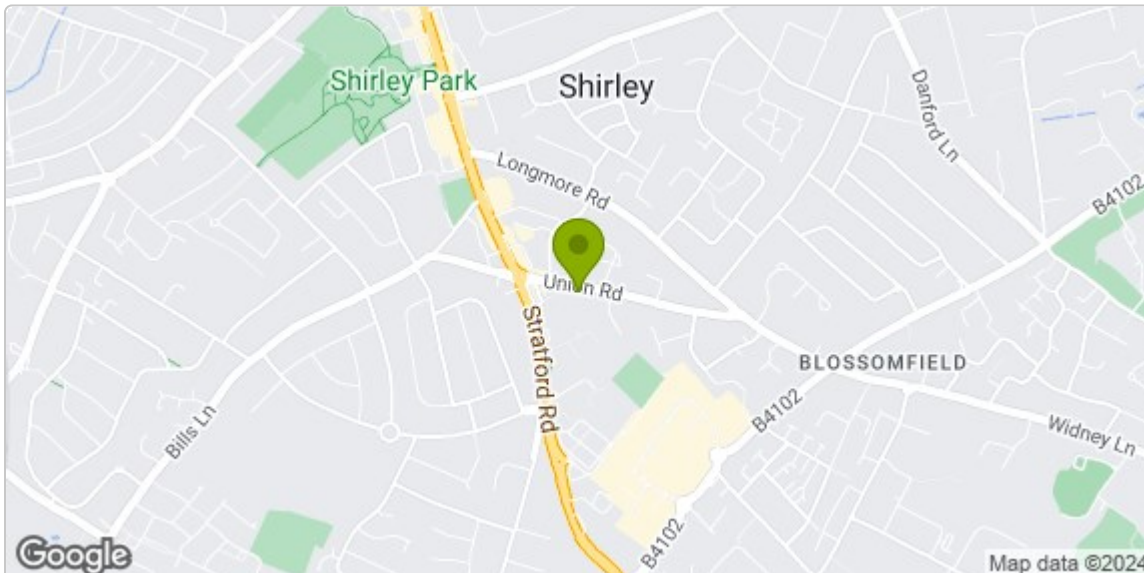 Shirley Park
Shirley
Danford Ln
Longmore Rd
B4102
Union Rd
Stratford Rd
BLOSSOMFIELD
Bills Ln
B4102
Widney Ln
B4102
Google
Map data ©2024